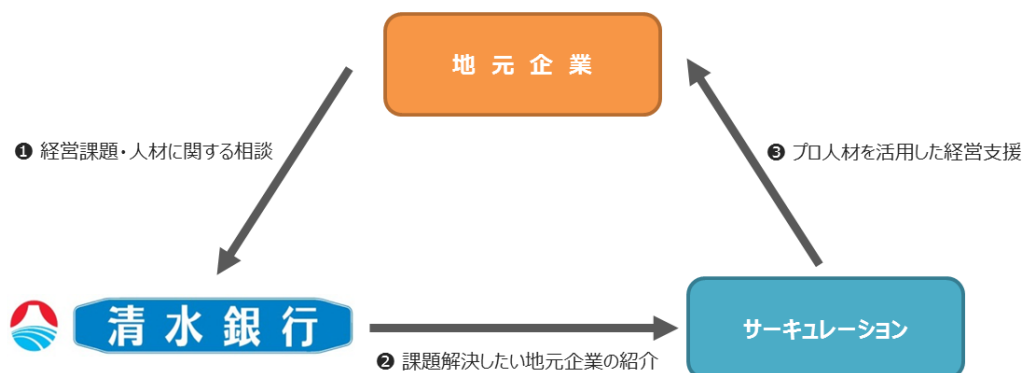 地元企業
❶ 経営課題・人材に関する相談
❸ プロ人材を活用した経営支援
清水銀行
サーキュレーション
❷ 課題解決したい地元企業の紹介